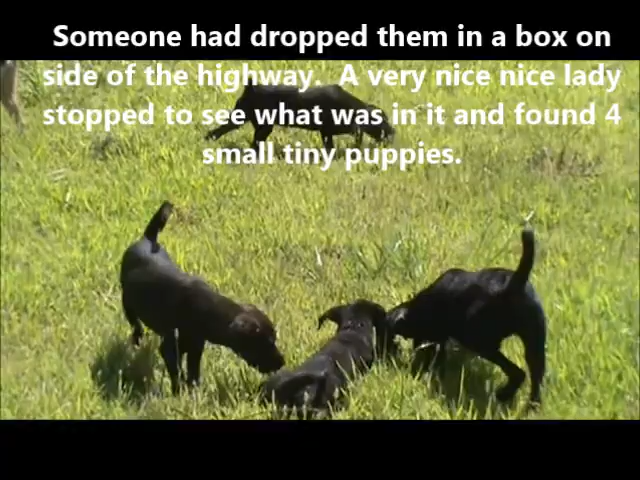 Someone had dropped them in a box on
side of the highway.  A very nice nice lady
stopped to see what was in it and found 4
small tiny puppies.